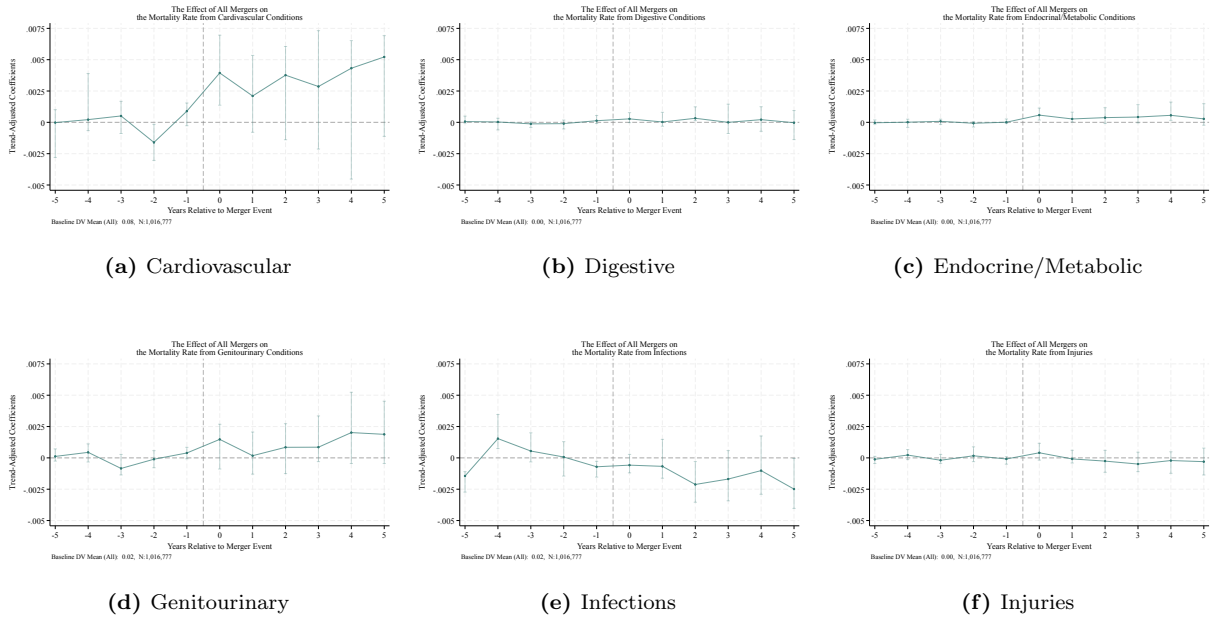 The Effect of All Mergers on
the Mortality Rate from Cardivascular Conditions
Trend-Adjusted Coefficients
.0075
.005
.0025
0
-.0025
-.005
-5 -4 -3 -2 -1 0 1 2 3 4 5
Years Relative to Merger Event
Baseline DV Mean (All): 0.08, N:1,016,777
(a) Cardiovascular
The Effect of All Mergers on
the Mortality Rate from Digestive Conditions
Trend-Adjusted Coefficients
.0075
.005
.0025
0
-.0025
-.005
-5 -4 -3 -2 -1 0 1 2 3 4 5
Years Relative to Merger Event
Baseline DV Mean (All): 0.00, N:1,016,777
(b) Digestive
The Effect of All Mergers on
the Mortality Rate from Endocrinal/Metabolic Conditions
Trend-Adjusted Coefficients
.0075
.005
.0025
0
-.0025
-.005
-5 -4 -3 -2 -1 0 1 2 3 4 5
Years Relative to Merger Event
Baseline DV Mean (All): 0.00, N:1,016,777
(c) Endocrine/Metabolic
The Effect of All Mergers on
the Mortality Rate from Genitourinary Conditions
Trend-Adjusted Coefficients
.0075
.005
.0025
0
-.0025
-.005
-5 -4 -3 -2 -1 0 1 2 3 4 5
Years Relative to Merger Event
Baseline DV Mean (All): 0.02, N:1,016,777
(d) Genitourinary
The Effect of All Mergers on
the Mortality Rate from Infections
Trend-Adjusted Coefficients
.0075
.005
.0025
0
-.0025
-.005
-5 -4 -3 -2 -1 0 1 2 3 4 5
Years Relative to Merger Event
Baseline DV Mean (All): 0.02, N:1,016,777
(e) Infections
The Effect of All Mergers on
the Mortality Rate from Injuries
Trend-Adjusted Coefficients
.0075
.005
.0025
0
-.0025
-.005
-5 -4 -3 -2 -1 0 1 2 3 4 5
Years Relative to Merger Event
Baseline DV Mean (All): 0.00, N:1,016,777
(f) Injuries